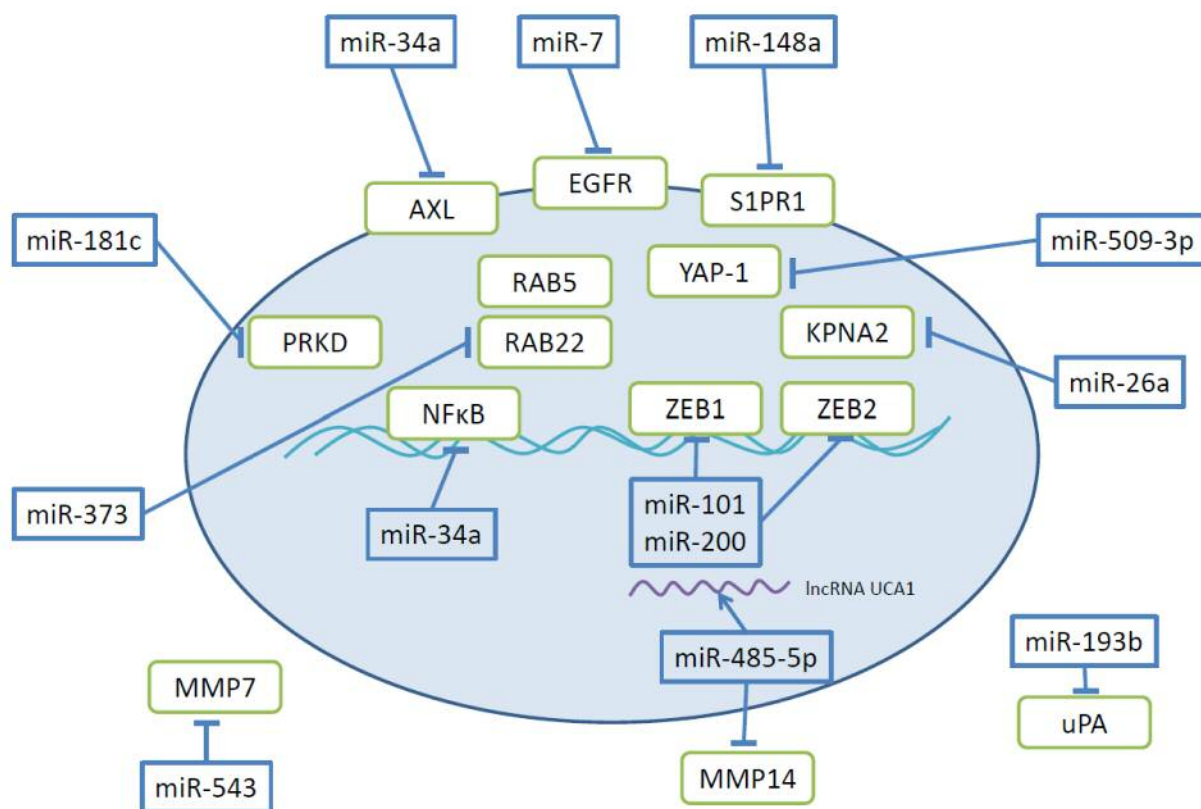 miR-34a
miR-7
miR-148a
EGFR
AXL
S1PR1
miR-181c
miR-509-3p
YAP-1
RAB5
PRKD
RAB22
KPNA2
miR-26a
NFκB
ZEB1
ZEB2
miR-373
miR-34a
miR-101
miR-200
lncRNA UCA1
miR-485-5p
miR-193b
MMP7
uPA
miR-543
MMP14